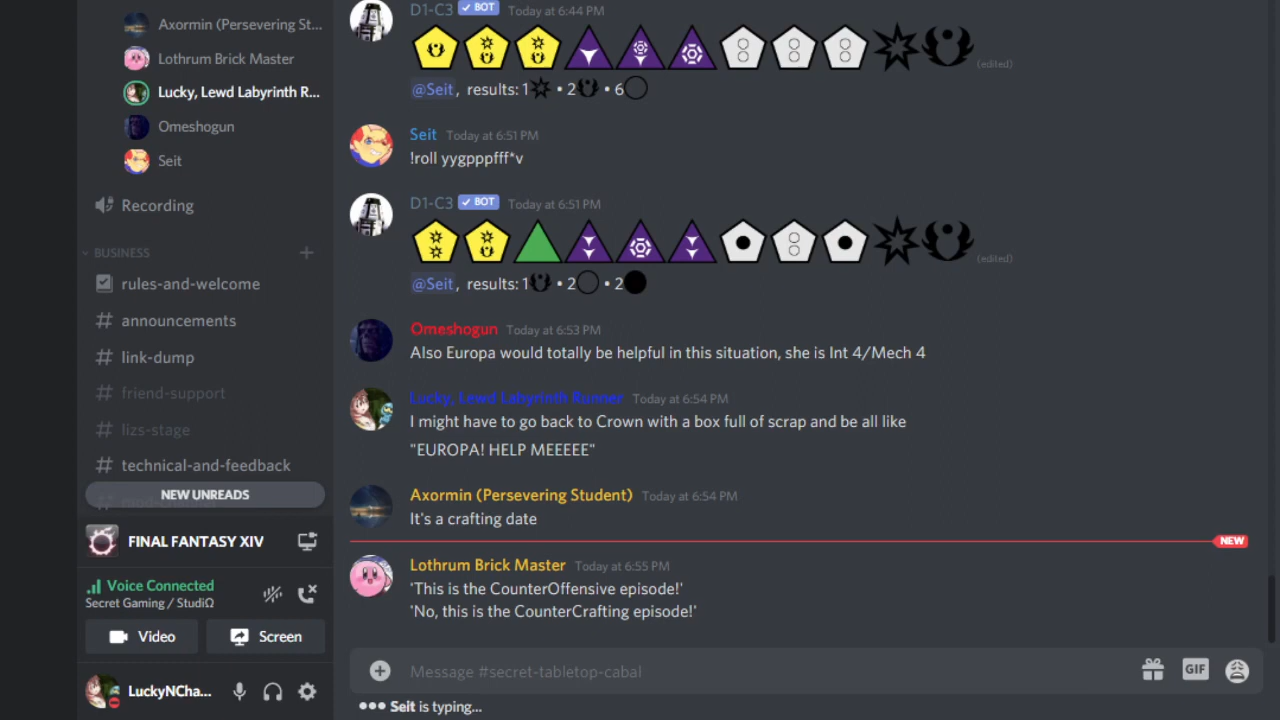 Axormin (Persevering St...
Lothrum Brick Master
Lucky, Lewd Labyrinth R...
Omeshogun
Seit
Recording
BUSINESS
rules-and-welcome
announcements
link-dump
friend-support
lizs-stage
technical-and-feedback
NEW UNREADS
FINAL FANTASY XIV
Voice Connected
Secret Gaming / StudiΩ
Video
Screen
LuckyNCha...
D1-C3 ✓ BOT Today at 6:44 PM
(edited)
@Seit, results: 1 • 2 • 6
Seit Today at 6:51 PM
!roll yygpppfff*v
D1-C3 ✓ BOT Today at 6:51 PM
(edited)
@Seit, results: 1 • 2 • 2
Omeshogun Today at 6:53 PM
Also Europa would totally be helpful in this situation, she is Int 4/Mech 4
Lucky, Lewd Labyrinth Runner Today at 6:54 PM
I might have to go back to Crown with a box full of scrap and be all like
"EUROPA! HELP MEEEEE"
Axormin (Persevering Student) Today at 6:54 PM
It's a crafting date
NEW
Lothrum Brick Master Today at 6:55 PM
'This is the CounterOffensive episode!'
'No, this is the CounterCrafting episode!'
Message #secret-tabletop-cabal
GIF
Seit is typing...